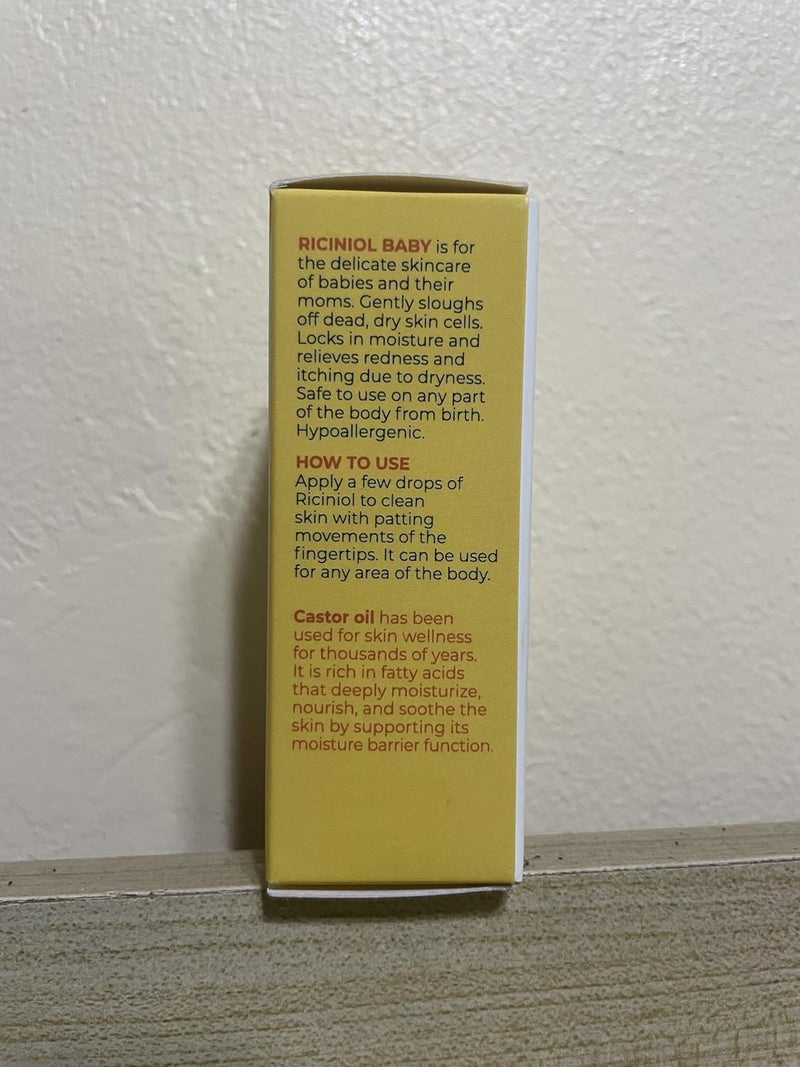 RICINIOL BABY is for
the delicate skincare
of babies and their
moms. Gently sloughs
off dead, dry skin cells.
Locks in moisture and
relieves redness and
itching due to dryness.
Safe to use on any part
of the body from birth.
Hypoallergenic.
HOW TO USE
Apply a few drops of
Riciniol to clean
skin with patting
movements of the
fingertips. It can be used
for any area of the body.
Castor oil has been
used for skin wellness
for thousands of years.
It is rich in fatty acids
that deeply moisturize,
nourish, and soothe the
skin by supporting its
moisture barrier function.